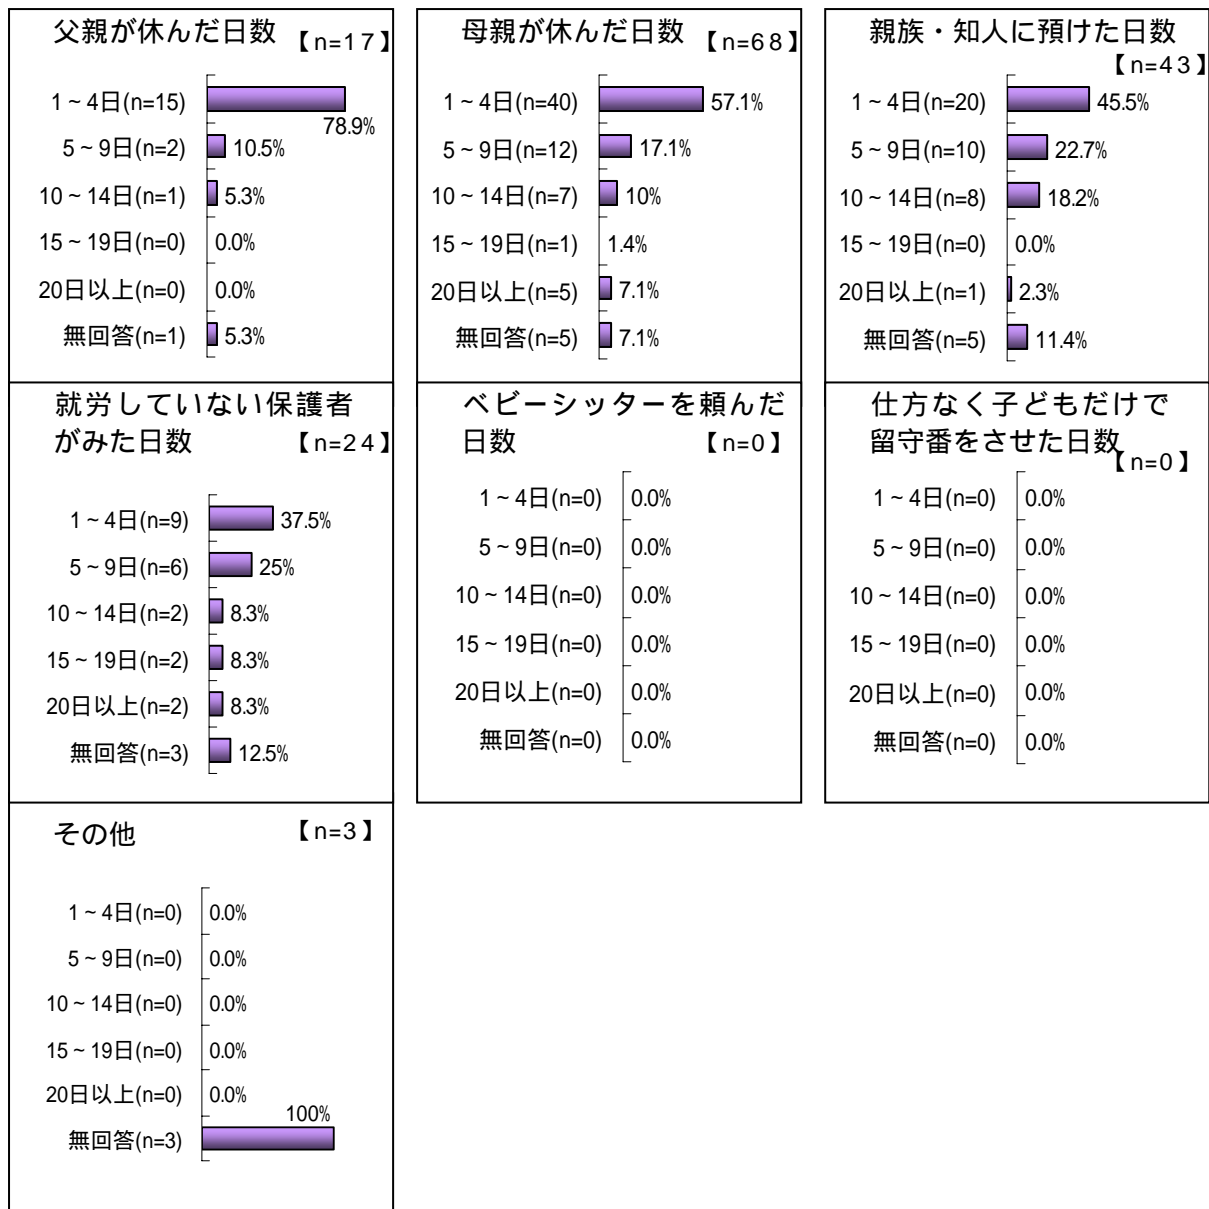 父親が休んだ日数 【n=17】
1~4日(n=15) 78.9%
5~9日(n=2) 10.5%
10~14日(n=1) 5.3%
15~19日(n=0) 0.0%
20日以上(n=0) 0.0%
無回答(n=1) 5.3%
母親が休んだ日数 【n=68】
1~4日(n=40) 57.1%
5~9日(n=12) 17.1%
10~14日(n=7) 10%
15~19日(n=1) 1.4%
20日以上(n=5) 7.1%
無回答(n=5) 7.1%
親族・知人に預けた日数
【n=43】
1~4日(n=20) 45.5%
5~9日(n=10) 22.7%
10~14日(n=8) 18.2%
15~19日(n=0) 0.0%
20日以上(n=1) 2.3%
無回答(n=5) 11.4%
就労していない保護者
がみた日数 【n=24】
1~4日(n=9) 37.5%
5~9日(n=6) 25%
10~14日(n=2) 8.3%
15~19日(n=2) 8.3%
20日以上(n=2) 8.3%
無回答(n=3) 12.5%
ベビーシッターを頼んだ
日数 【n=0】
1~4日(n=0) 0.0%
5~9日(n=0) 0.0%
10~14日(n=0) 0.0%
15~19日(n=0) 0.0%
20日以上(n=0) 0.0%
無回答(n=0) 0.0%
仕方なく子どもだけで
留守番をさせた日数
【n=0】
1~4日(n=0) 0.0%
5~9日(n=0) 0.0%
10~14日(n=0) 0.0%
15~19日(n=0) 0.0%
20日以上(n=0) 0.0%
無回答(n=0) 0.0%
その他 【n=3】
1~4日(n=0) 0.0%
5~9日(n=0) 0.0%
10~14日(n=0) 0.0%
15~19日(n=0) 0.0%
20日以上(n=0) 0.0%
無回答(n=3) 100%